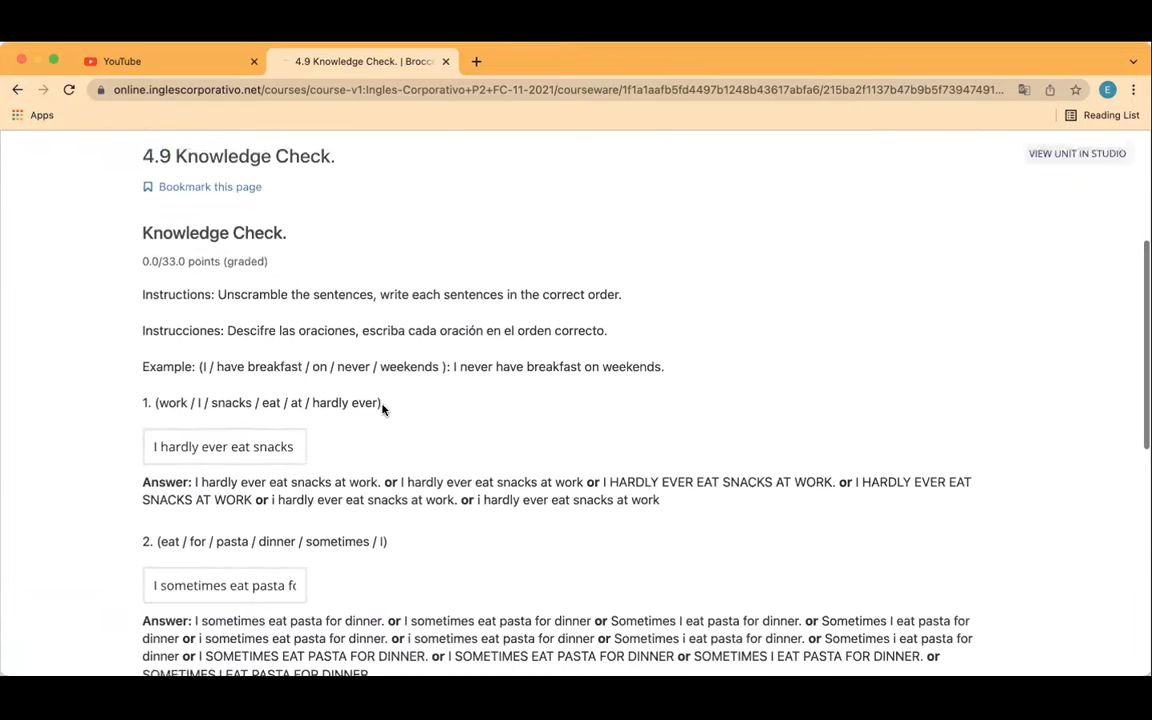 YouTube
4.9 Knowledge Check. | Brocc
online.inglescorporativo.net/courses/course-v1:Ingles-Corporativo+P2+FC-11-2021/courseware/1f1a1aafb5fd4497b1248b43617abfa6/215ba2f1137b47b9b5f73947491...
E
Apps
Reading List
4.9 Knowledge Check.
VIEW UNIT IN STUDIO
Bookmark this page
Knowledge Check.
0.0/33.0 points (graded)
Instructions: Unscramble the sentences, write each sentences in the correct order.
Instrucciones: Descifre las oraciones, escriba cada oración en el orden correcto.
Example: (I / have breakfast / on / never / weekends ): I never have breakfast on weekends.
1. (work / I / snacks / eat / at / hardly ever)
I hardly ever eat snacks
Answer: I hardly ever eat snacks at work. or I hardly ever eat snacks at work or I HARDLY EVER EAT SNACKS AT WORK. or I HARDLY EVER EAT
SNACKS AT WORK or i hardly ever eat snacks at work. or i hardly ever eat snacks at work
2. (eat / for / pasta / dinner / sometimes / I)
I sometimes eat pasta fo
Answer: I sometimes eat pasta for dinner. or I sometimes eat pasta for dinner or Sometimes I eat pasta for dinner. or Sometimes I eat pasta for
dinner or i sometimes eat pasta for dinner. or i sometimes eat pasta for dinner or Sometimes i eat pasta for dinner. or Sometimes i eat pasta for
dinner or I SOMETIMES EAT PASTA FOR DINNER. or I SOMETIMES EAT PASTA FOR DINNER or SOMETIMES I EAT PASTA FOR DINNER. or
SOMETIMES I EAT PASTA FOR DINNER